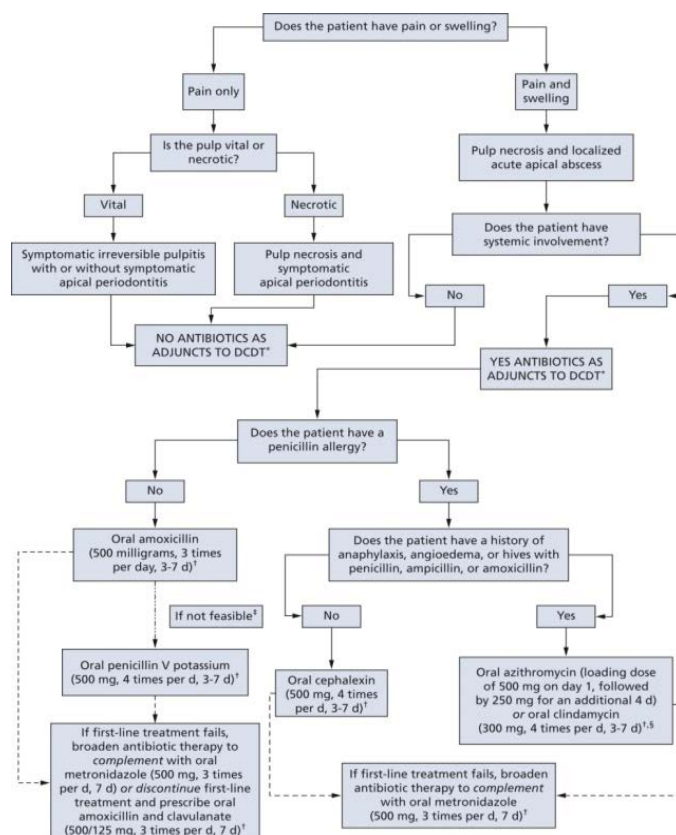 Does the patient have pain or swelling?
Pain only
Pain and
swelling
Is the pulp vital or
necrotic?
Pulp necrosis and localized
acute apical abscess
Vital
Necrotic
Does the patient have
systemic involvement?
Symptomatic irreversible pulpitis
with or without symptomatic
apical periodontitis
Pulp necrosis and
symptomatic
apical periodontitis
No
Yes
NO ANTIBIOTICS AS
ADJUNCTS TO DCDT*
YES ANTIBIOTICS AS
ADJUNCTS TO DCDT*
Does the patient have a
penicillin allergy?
No
Yes
Oral amoxicillin
(500 milligrams, 3 times
per day, 3-7 d)†
Does the patient have a history of
anaphylaxis, angioedema, or hives with
penicillin, ampicillin, or amoxicillin?
If not feasible‡
No
Yes
Oral penicillin V potassium
(500 mg, 4 times per d, 3-7 d)†
Oral cephalexin
(500 mg, 4 times
per d, 3-7 d)†
Oral azithromycin (loading dose
of 500 mg on day 1, followed
by 250 mg for an additional 4 d)
or oral clindamycin
(300 mg, 4 times per d, 3-7 d)†,§
If first-line treatment fails,
broaden antibiotic therapy to
complement with oral
metronidazole (500 mg, 3 times
per d, 7 d) or discontinue first-line
treatment and prescribe oral
amoxicillin and clavulanate
(500/125 mg, 3 times per d, 7 d)†
If first-line treatment fails, broaden
antibiotic therapy to complement
with oral metronidazole
(500 mg, 3 times per d, 7 d)†